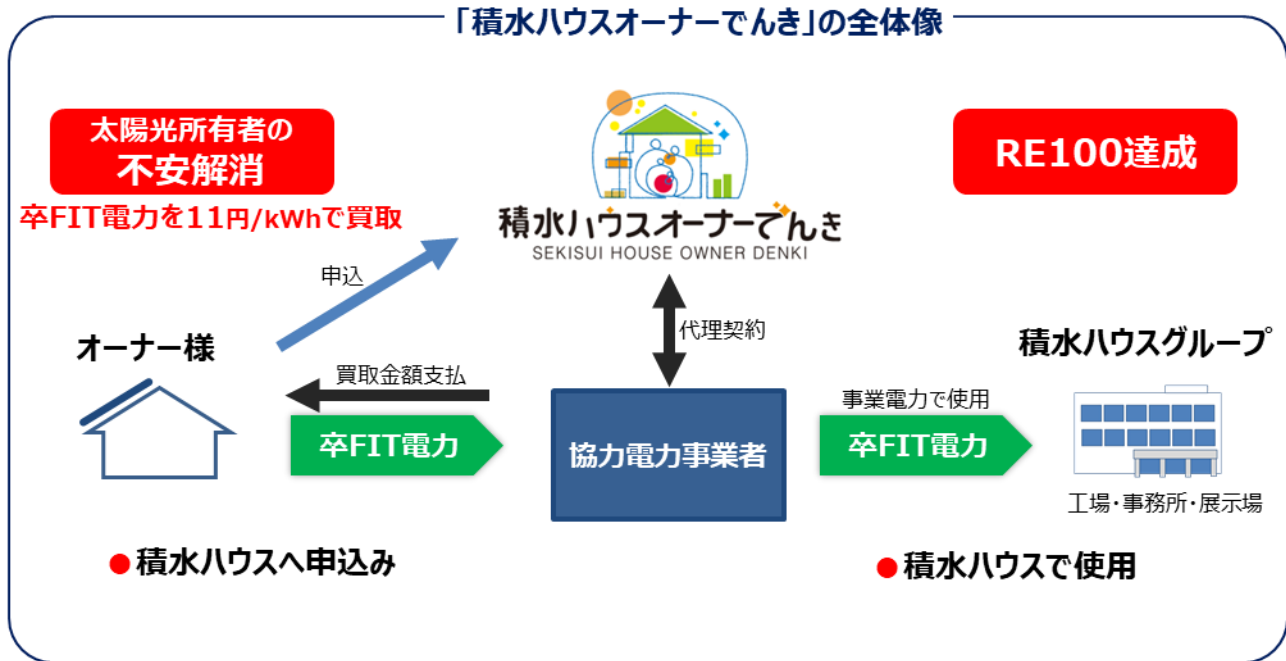 「積水ハウスオーナーでんき」の全体像
太陽光所有者の
不安解消
卒FIT電力を11円/kWhで買取
積水ハウスオーナーでんき
SEKISUI HOUSE OWNER DENKI
RE100達成
申込
代理契約
オーナー様
買取金額支払
卒FIT電力
協力電力事業者
事業電力で使用
卒FIT電力
積水ハウスグループ
工場・事務所・展示場
●積水ハウスへ申込み
●積水ハウスで使用